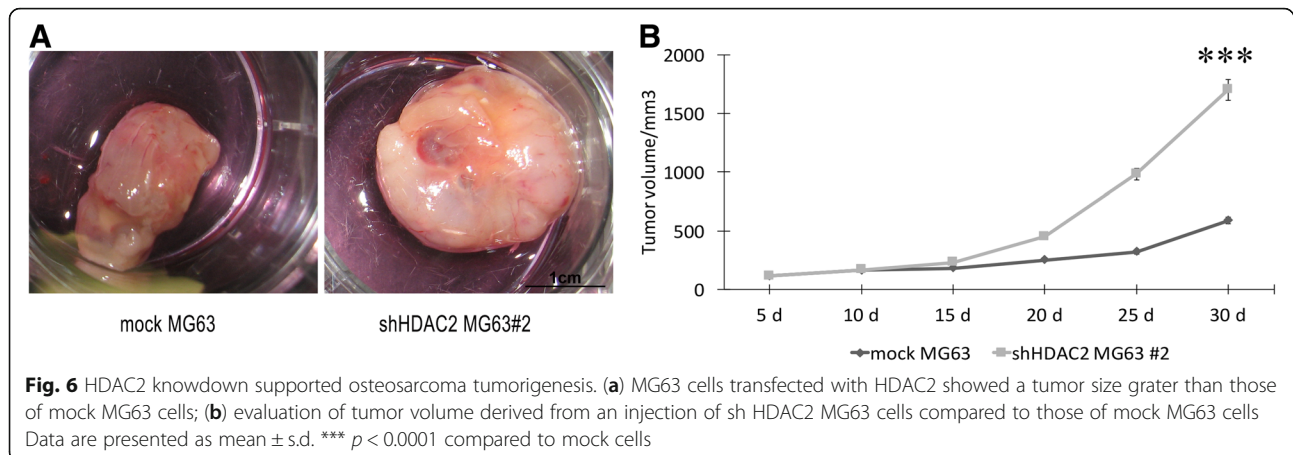 A
B
1cm
mock MG63
shHDAC2 MG63#2
Tumor volume/mm3
2000
1500
1000
500
0
***
5 d
10 d
15 d
20 d
25 d
30 d
mock MG63
shHDAC2 MG63 #2
Fig. 6 HDAC2 knowdown supported osteosarcoma tumorigenesis. (a) MG63 cells transfected with HDAC2 showed a tumor size grater than those
of mock MG63 cells; (b) evaluation of tumor volume derived from an injection of sh HDAC2 MG63 cells compared to those of mock MG63 cells
Data are presented as mean ± s.d. *** p < 0.0001 compared to mock cells